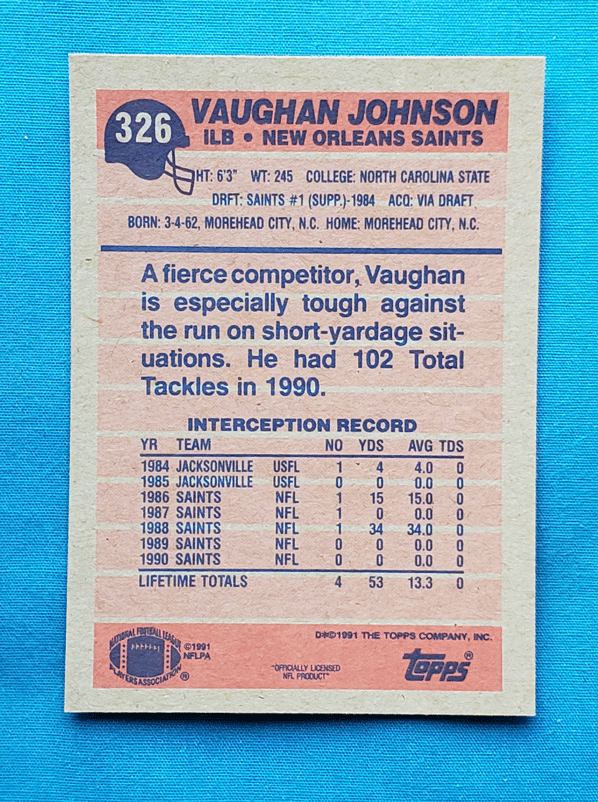 326
VAUGHAN JOHNSON
ILB • NEW ORLEANS SAINTS
HT: 6'3" WT: 245 COLLEGE: NORTH CAROLINA STATE
DRFT: SAINTS #1 (SUPP.)-1984 ACQ: VIA DRAFT
BORN: 3-4-62, MOREHEAD CITY, N.C. HOME: MOREHEAD CITY, N.C.
A fierce competitor, Vaughan
is especially tough against
the run on short-yardage sit-
uations. He had 102 Total
Tackles in 1990.
INTERCEPTION RECORD
YR TEAM NO YDS AVG TDS
1984 JACKSONVILLE USFL 1 4 4.0 0
1985 JACKSONVILLE USFL 0 0 0.0 0
1986 SAINTS NFL 1 15 15.0 0
1987 SAINTS NFL 1 0 0.0 0
1988 SAINTS NFL 1 34 34.0 0
1989 SAINTS NFL 0 0 0.0 0
1990 SAINTS NFL 0 0 0.0 0
LIFETIME TOTALS 4 53 13.3 0
NATIONAL FOOTBALL LEAGUE
PLAYERS ASSOCIATION ®
©1991
NFLPA
"OFFICIALLY LICENSED
NFL PRODUCT"
D✻©1991 THE TOPPS COMPANY, INC.
topps®